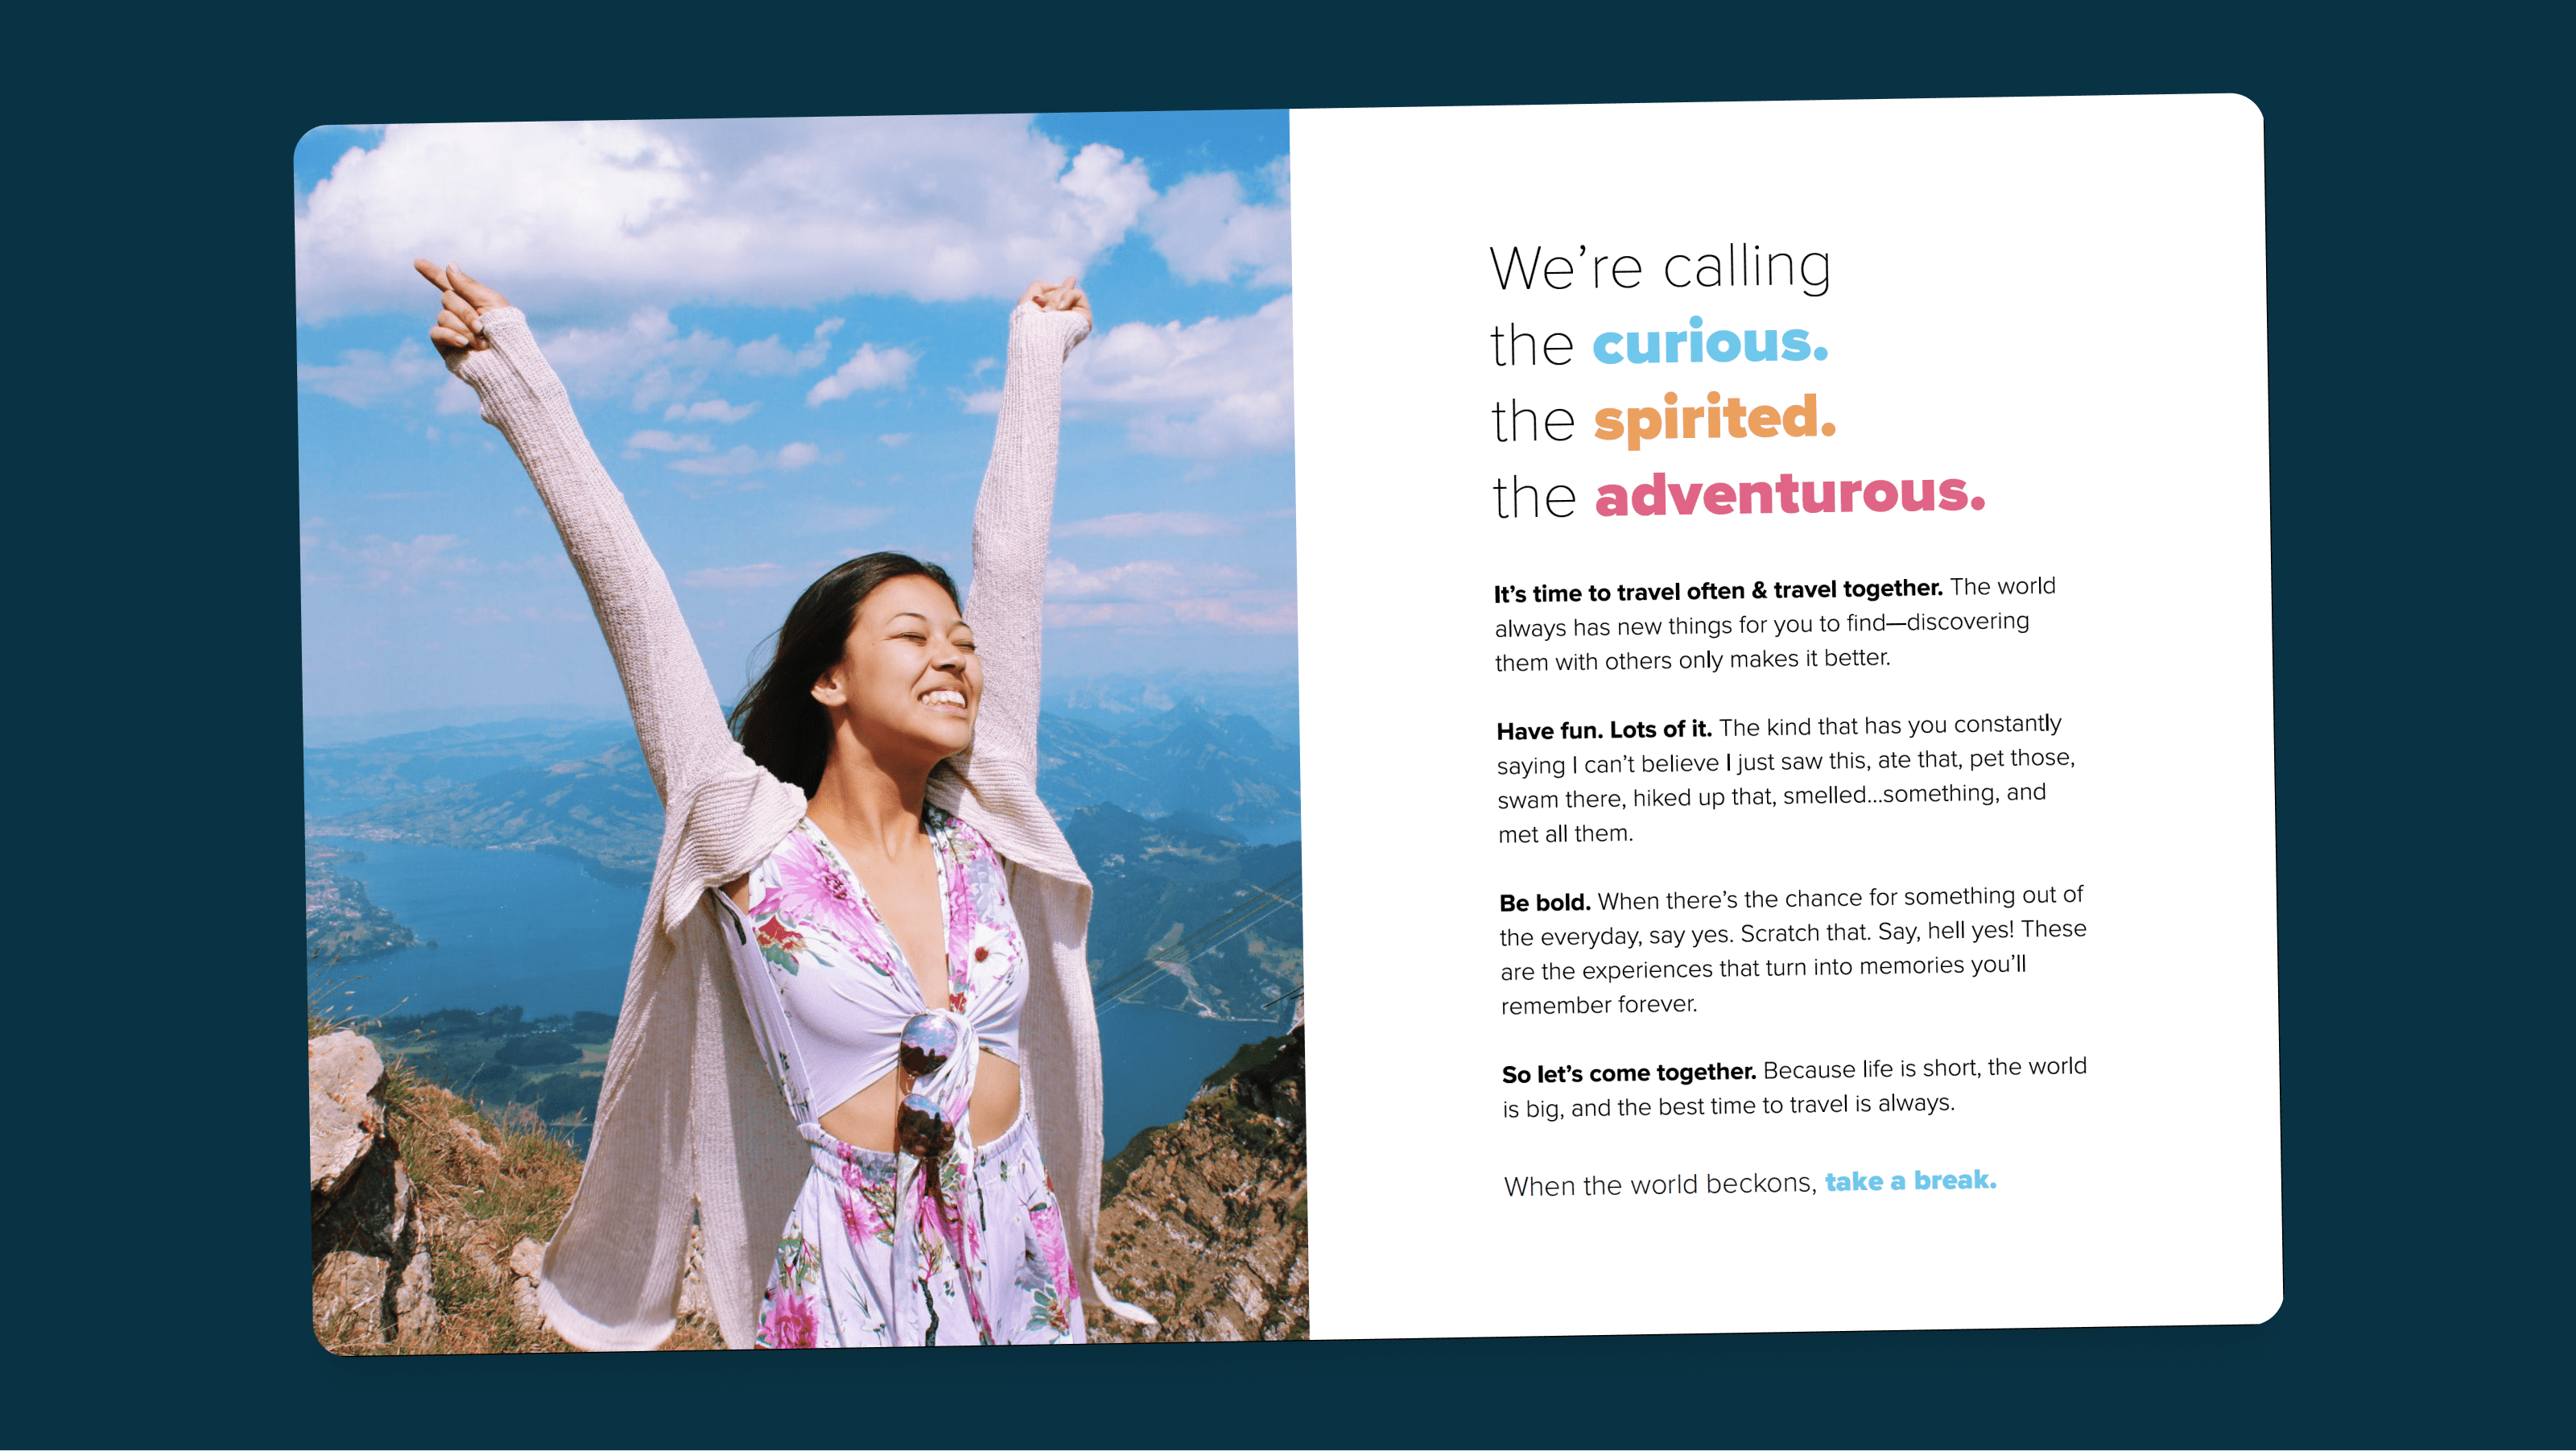 We’re calling
the curious.
the spirited.
the adventurous.
It’s time to travel often & travel together. The world
always has new things for you to find—discovering
them with others only makes it better.
Have fun. Lots of it. The kind that has you constantly
saying I can’t believe I just saw this, ate that, pet those,
swam there, hiked up that, smelled...something, and
met all them.
Be bold. When there’s the chance for something out of
the everyday, say yes. Scratch that. Say, hell yes! These
are the experiences that turn into memories you’ll
remember forever.
So let’s come together. Because life is short, the world
is big, and the best time to travel is always.
When the world beckons, take a break.